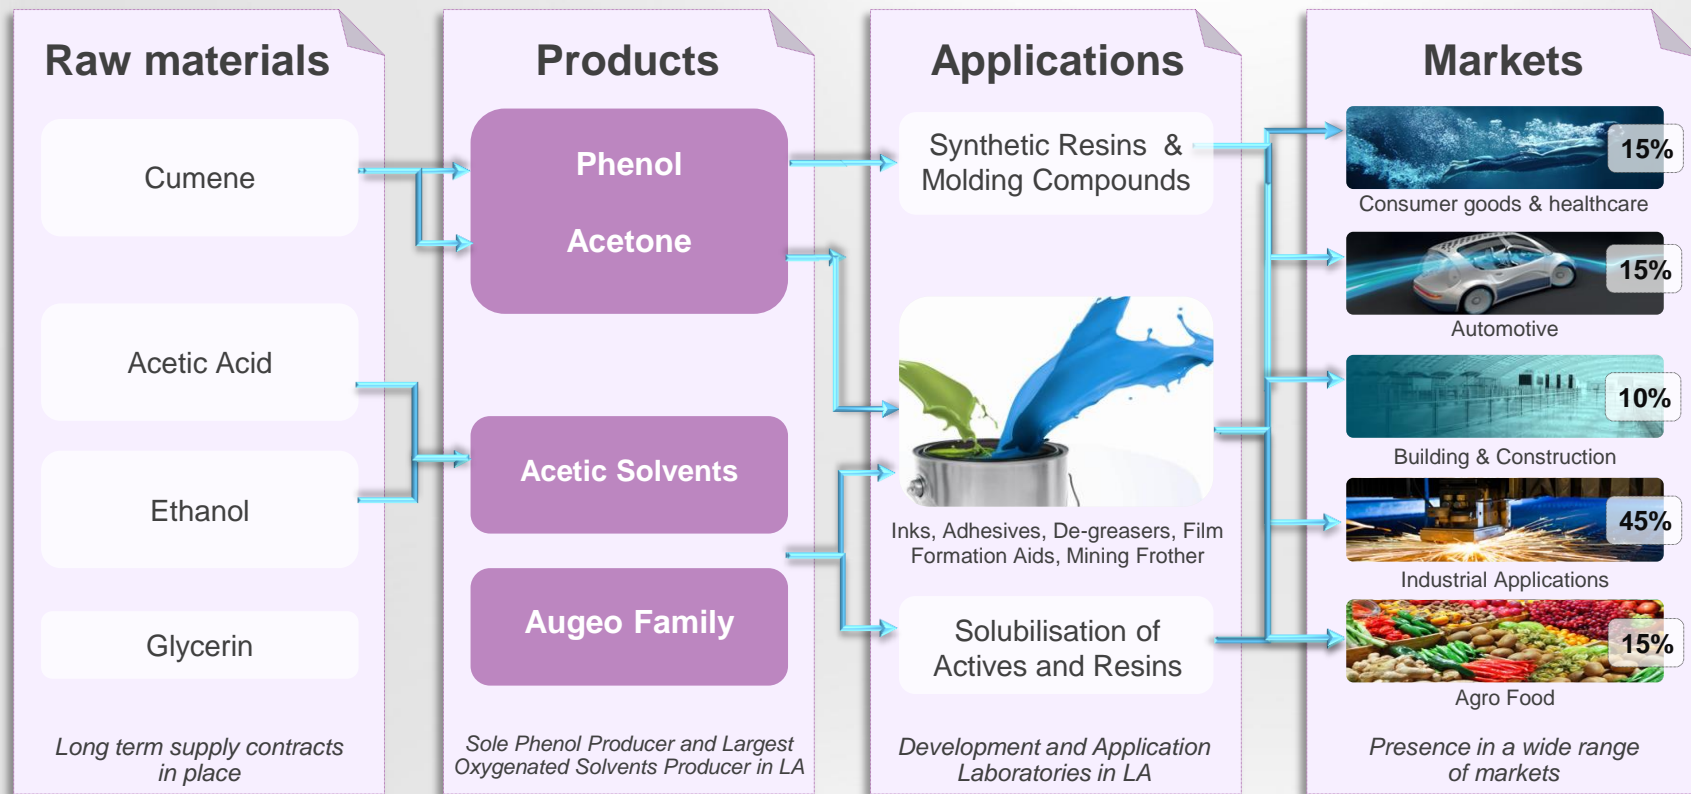 Raw materials
Cumene
Acetic Acid
Ethanol
Glycerin
Long term supply contracts
in place
Products
Phenol
Acetone
Acetic Solvents
Augeo Family
Sole Phenol Producer and Largest
Oxygenated Solvents Producer in LA
Applications
Synthetic Resins &
Molding Compounds
Inks, Adhesives, De-greasers, Film
Formation Aids, Mining Frother
Solubilisation of
Actives and Resins
Development and Application
Laboratories in LA
Markets
15%
Consumer goods & healthcare
15%
Automotive
10%
Building & Construction
45%
Industrial Applications
15%
Agro Food
Presence in a wide range
of markets